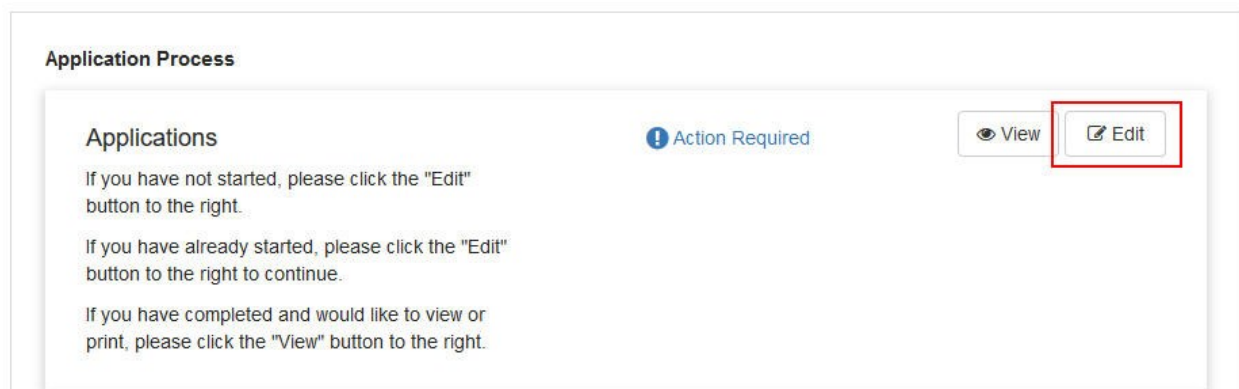 Application Process
Applications
Action Required
View
Edit
If you have not started, please click the "Edit"
button to the right.
If you have already started, please click the "Edit"
button to the right to continue.
If you have completed and would like to view or
print, please click the "View" button to the right.